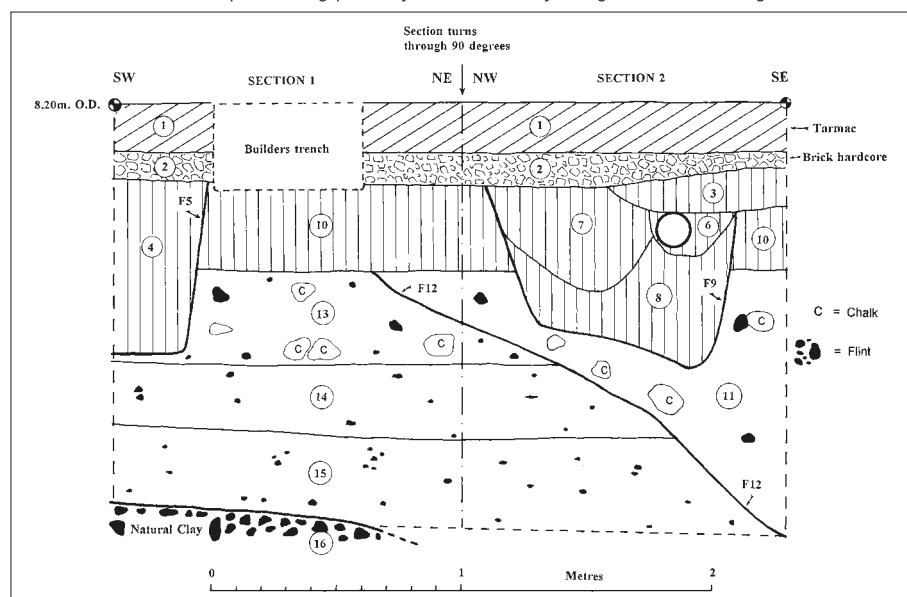 Section turns
through 90 degrees
SW SECTION 1 NE NW SECTION 2 SE
8.20m. O.D.
1 1 Tarmac
Builders trench
2 2 Brick hardcore
3
F5 6
10 7 10
4
8 F9
F12
C C C = Chalk
13
C C C = Flint
C
C
14 11
15
F12
Natural Clay
16
0 1 Metres 2